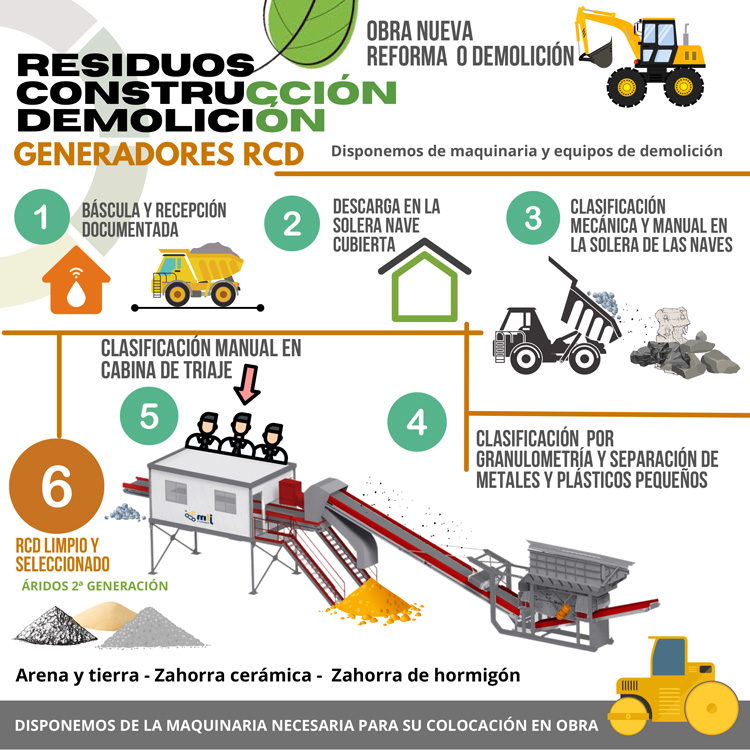 OBRA NUEVA
REFORMA O DEMOLICIÓN
RESIDUOS
CONSTRUCCIÓN
DEMOLICIÓN
GENERADORES RCD
Disponemos de maquinaria y equipos de demolición
1
BÁSCULA Y RECEPCIÓN
DOCUMENTADA
2
DESCARGA EN LA
SOLERA NAVE
CUBIERTA
3
CLASIFICACIÓN
MECÁNICA Y MANUAL EN
LA SOLERA DE LAS NAVES
CLASIFICACIÓN MANUAL EN
CABINA DE TRIAJE
5
4
CLASIFICACIÓN POR
GRANULOMETRÍA Y SEPARACIÓN DE
METALES Y PLÁSTICOS PEQUEÑOS
6
RCD LIMPIO Y
SELECCIONADO
ÁRIDOS 2ª GENERACIÓN
Arena y tierra - Zahorra cerámica - Zahorra de hormigón
DISPONEMOS DE LA MAQUINARIA NECESARIA PARA SU COLOCACIÓN EN OBRA